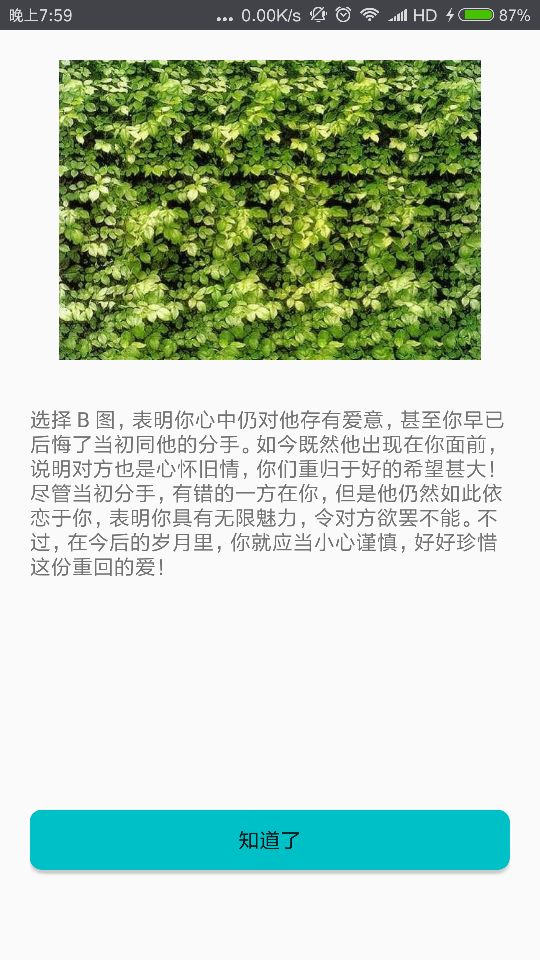 晚上7:59 ... 0.00K/s HD 87%
选择 B 图，表明你心中仍对他存有爱意，甚至你早已
后悔了当初同他的分手。如今既然他出现在你面前，
说明对方也是心怀旧情，你们重归于好的希望甚大！
尽管当初分手，有错的一方在你，但是他仍然如此依
恋于你，表明你具有无限魅力，令对方欲罢不能。不
过，在今后的岁月里，你就应当小心谨慎，好好珍惜
这份重回的爱！
知道了